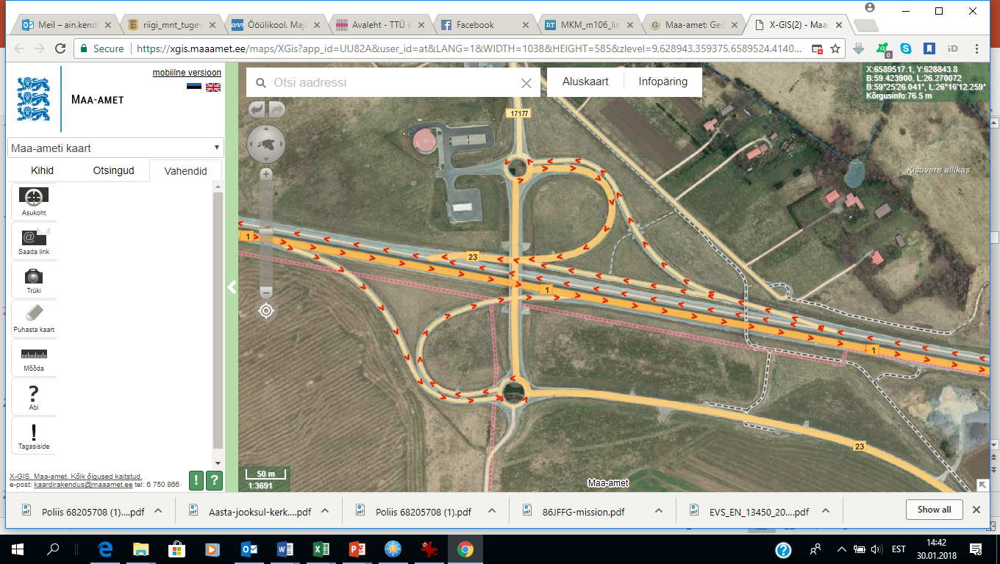 Meil – ain.kend
riigi_mnt_tugev
Ööülikool. Maja
Avaleht - TTÜ s
Facebook
MKM_m106_lisa
Maa-amet: Geo
X-GIS(2) - Maa
Secure
https://xgis.maaamet.ee/maps/XGis?app_id=UU82A&user_id=at&LANG=1&WIDTH=1038&HEIGHT=585&zlevel=9,628943.359375,6589524.4140...
0
iD
mobiilne versioon
MAA-AMET
Maa-ameti kaart
Kihid
Otsingud
Vahendid
Asukoht
Saada link
Trüki
Puhasta kaart
Mõõda
Abi
Tagasiside
X-GIS. Maa-amet. Kõik õigused kaitstud.
e-post: kaardirakendus@maaamet.ee tel: 6 750 866
Otsi aadressi
Aluskaart
Infopäring
X:6589517.1, Y:628843.8
B:59.423900, L:26.270072
B:59°25'26.041", L:26°16'12.259"
Kõrgusinfo:76.5 m
17177
Kisuvere allikas
1
23
1
1
23
50 m
1:3691
Maa-amet
Poliis 68205708 (1)....pdf
Aasta-jooksul-kerk....pdf
Poliis 68205708 (1).pdf
86JFFG-mission.pdf
EVS_EN_13450_20....pdf
Show all
EST
14:42
30.01.2018